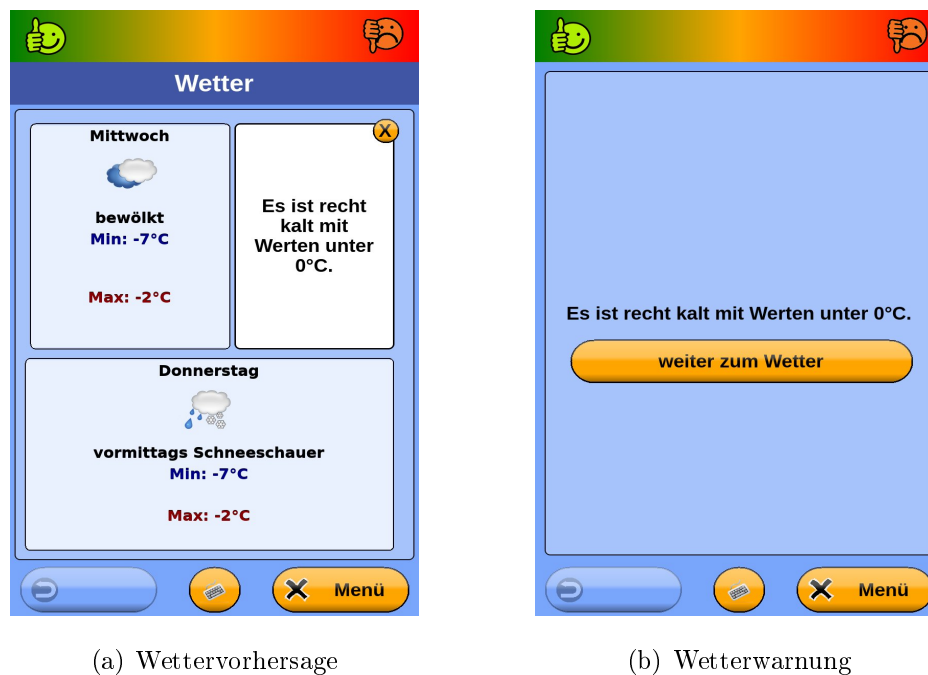 Wetter
Mittwoch
bewölkt
Min: -7°C
Max: -2°C
X
Es ist recht
kalt mit
Werten unter
0°C.
Donnerstag
vormittags Schneeschauer
Min: -7°C
Max: -2°C
Menü
(a) Wettervorhersage
Es ist recht kalt mit Werten unter 0°C.
weiter zum Wetter
Menü
(b) Wetterwarnung